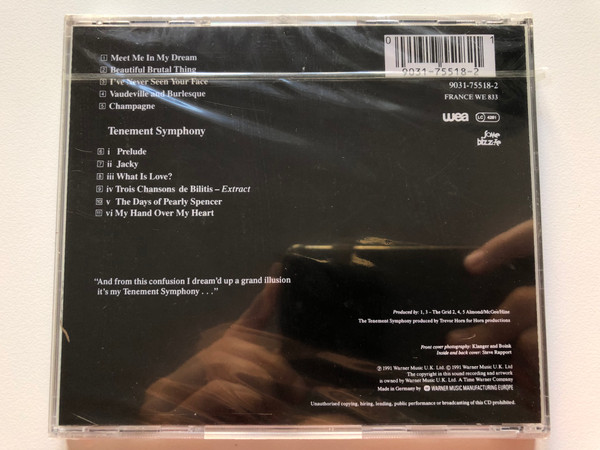 1 Meet Me In My Dream
2 Beautiful Brutal Thing
3 I've Never Seen Your Face
4 Vaudeville and Burlesque
5 Champagne
Tenement Symphony
6 i Prelude
7 ii Jacky
8 iii What Is Love?
9 iv Trois Chansons de Bilitis – Extract
10 v The Days of Pearly Spencer
11 vi My Hand Over My Heart
"And from this confusion I dream'd up a grand illusion
it's my Tenement Symphony . . ."
0 1
9031-75518-2
9031-75518-2
FRANCE WE 833
wea LC 4281
some
bizzare
Produced by: 1, 3 – The Grid 2, 4, 5 Almond/McGee/Hine
The Tenement Symphony produced by Trevor Horn for Horn productions
Front cover photography: Klanger and Boink
Inside and back cover: Steve Rapport
℗ 1991 Warner Music U.K. Ltd. © 1991 Warner Music U.K. Ltd
The copyright in this sound recording and artwork
is owned by Warner Music U.K. Ltd. A Time Warner Company
Made in Germany by WARNER MUSIC MANUFACTURING EUROPE
Unauthorised copying, hiring, lending, public performance or broadcasting of this CD prohibited.